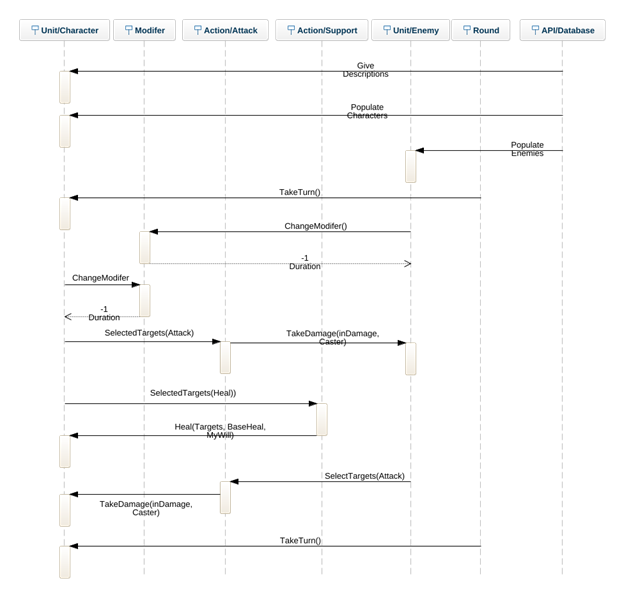 Unit/Character
Modifer
Action/Attack
Action/Support
Unit/Enemy
Round
API/Database
Give
Descriptions
Populate
Characters
Populate
Enemies
TakeTurn()
ChangeModifer()
-1
Duration
ChangeModifer
-1
Duration
SelectedTargets(Attack)
TakeDamage(inDamage,
Caster)
SelectedTargets(Heal))
Heal(Targets, BaseHeal,
MyWill)
SelectTargets(Attack)
TakeDamage(inDamage,
Caster)
TakeTurn()